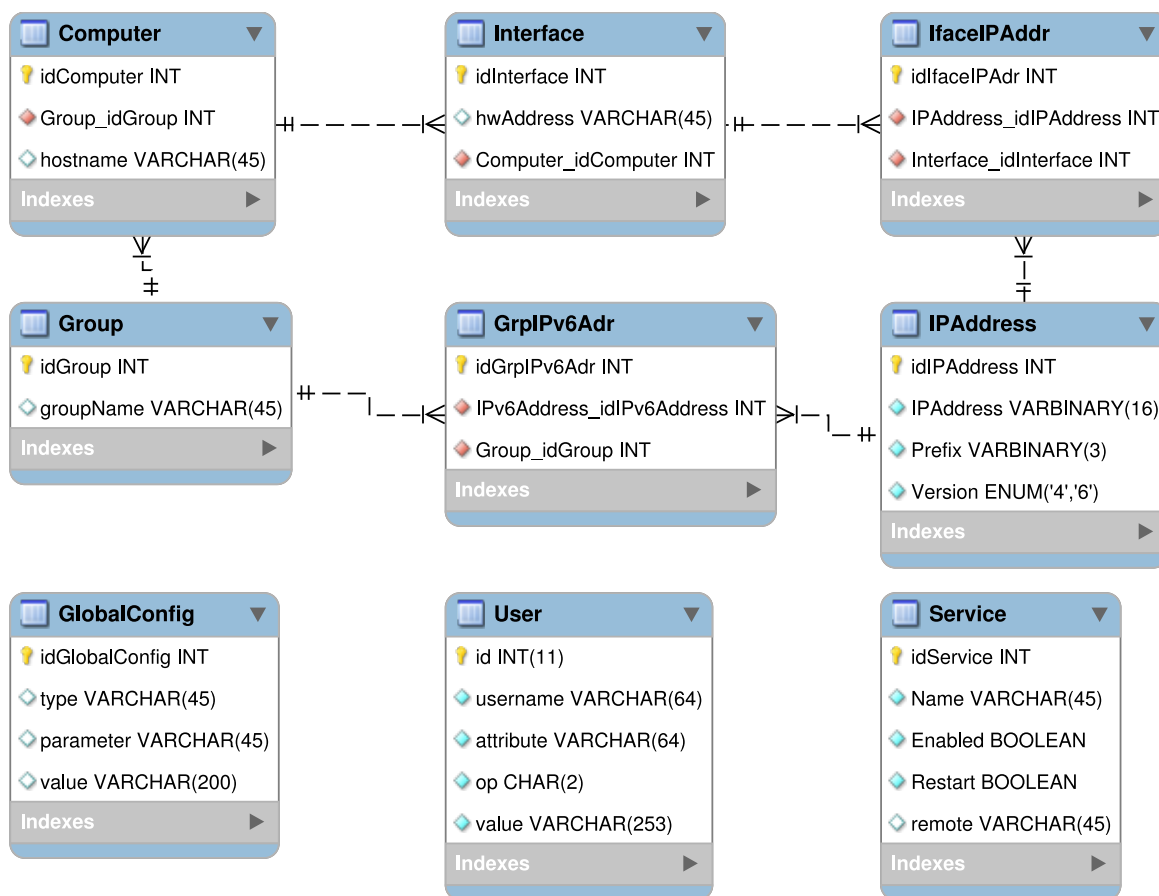 Computer
idComputer INT
Group_idGroup INT
hostname VARCHAR(45)
Indexes
Interface
idInterface INT
hwAddress VARCHAR(45)
Computer_idComputer INT
Indexes
IfaceIPAddr
idIfaceIPAdr INT
IPAddress_idIPAddress INT
Interface_idInterface INT
Indexes
Group
idGroup INT
groupName VARCHAR(45)
Indexes
GrpIPv6Adr
idGrpIPv6Adr INT
IPv6Address_idIPv6Address INT
Group_idGroup INT
Indexes
IPAddress
idIPAddress INT
IPAddress VARBINARY(16)
Prefix VARBINARY(3)
Version ENUM('4','6')
Indexes
GlobalConfig
idGlobalConfig INT
type VARCHAR(45)
parameter VARCHAR(45)
value VARCHAR(200)
Indexes
User
id INT(11)
username VARCHAR(64)
attribute VARCHAR(64)
op CHAR(2)
value VARCHAR(253)
Indexes
Service
idService INT
Name VARCHAR(45)
Enabled BOOLEAN
Restart BOOLEAN
remote VARCHAR(45)
Indexes